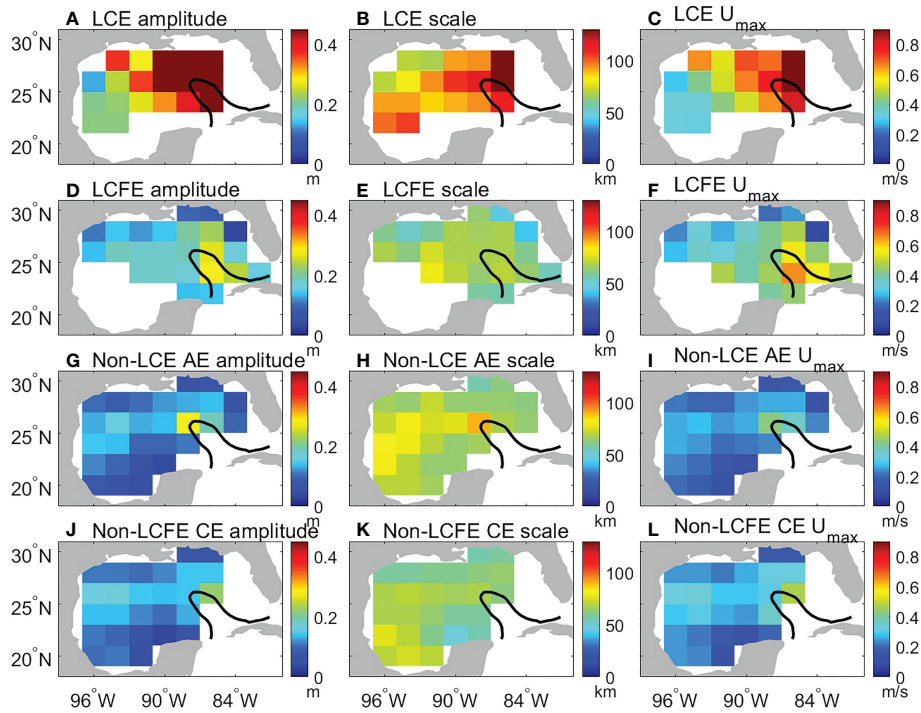 A LCE amplitude
B LCE scale
C LCE U_max
30°N
25°N
20°N
0.4
0.2
0
m
100
50
0
km
0.8
0.6
0.4
0.2
0
m/s
D LCFE amplitude
E LCFE scale
F LCFE U_max
30°N
25°N
20°N
0.4
0.2
0
m
100
50
0
km
0.8
0.6
0.4
0.2
0
m/s
G Non-LCE AE amplitude
H Non-LCE AE scale
I Non-LCE AE U_max
30°N
25°N
20°N
0.4
0.2
0
m
100
50
0
km
0.8
0.6
0.4
0.2
0
m/s
J Non-LCFE CE amplitude
K Non-LCFE CE scale
L Non-LCFE CE U_max
30°N
25°N
20°N
0.4
0.2
0
m
100
50
0
km
0.8
0.6
0.4
0.2
0
m/s
96°W 90°W 84°W
96°W 90°W 84°W
96°W 90°W 84°W